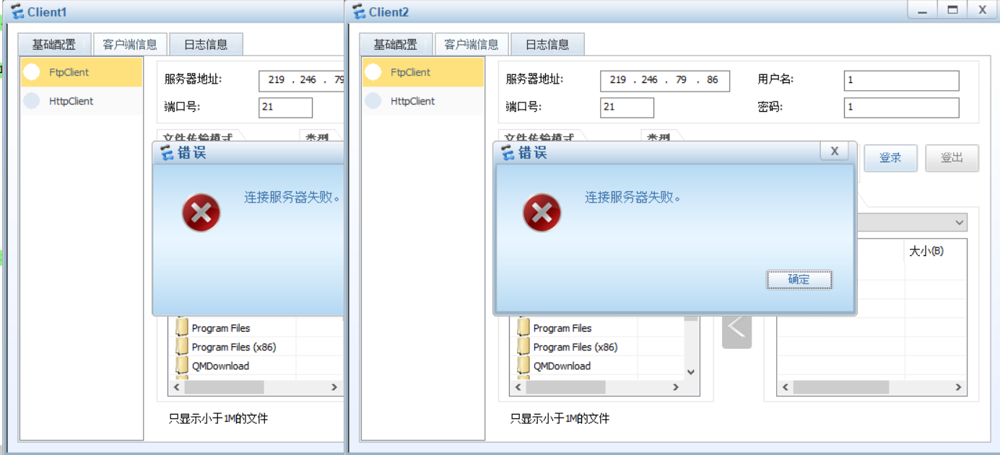 Client1
基础配置 客户端信息 日志信息
FtpClient
HttpClient
服务器地址: 219 . 246 . 79
端口号: 21
文件传输模式 类型
错误
连接服务器失败。
Program Files
Program Files (x86)
QMDownload
只显示小于1M的文件
Client2
基础配置 客户端信息 日志信息
FtpClient
HttpClient
服务器地址: 219 . 246 . 79 . 86 用户名: 1
端口号: 21 密码: 1
文件传输模式 类型
登录 登出
错误
连接服务器失败。
确定
大小(B)
Program Files
Program Files (x86)
QMDownload
只显示小于1M的文件